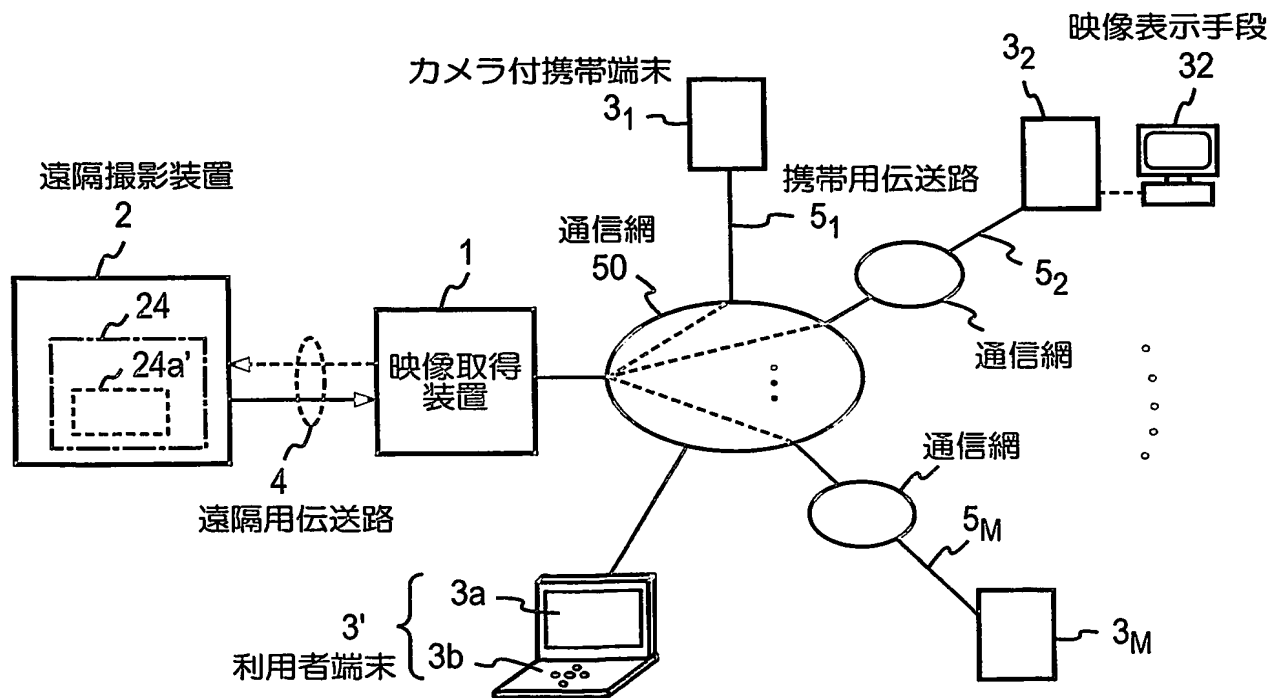 映像表示手段
32
3₂
カメラ付携帯端末
3₁
遠隔撮影装置
2
携帯用伝送路
5₁
通信網
50
1
5₂
24
24a'
映像取得
装置
通信網
4
遠隔用伝送路
通信網
5M
3a
3'
利用者端末
3b
3M